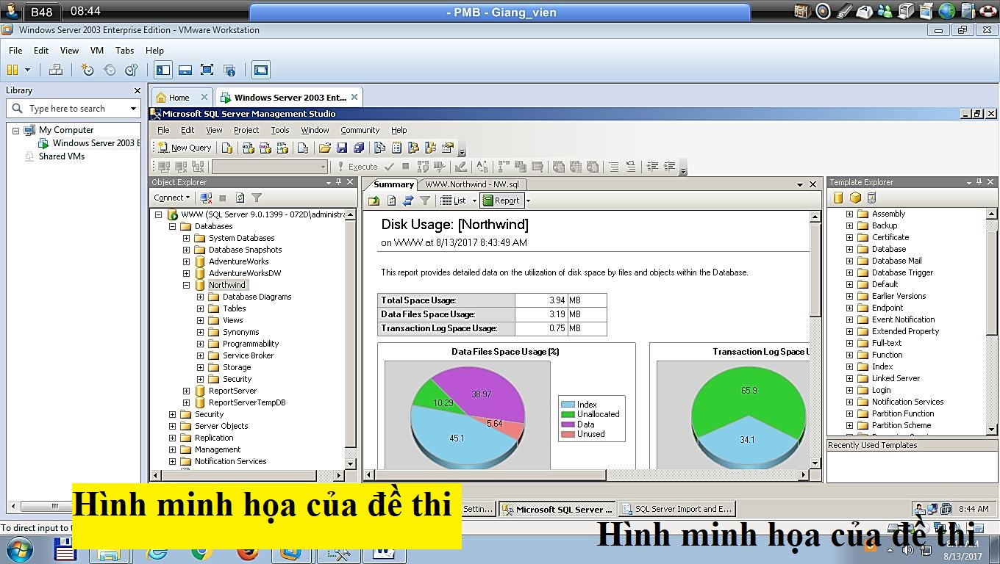 B48 08:44 - PMB - Giang_vien
Windows Server 2003 Enterprise Edition - VMware Workstation
File Edit View VM Tabs Help
Library
Type here to search
My Computer
Windows Server 2003 E
Shared VMs
Home Windows Server 2003 Ent...
Microsoft SQL Server Management Studio
File Edit View Project Tools Window Community Help
New Query
Execute
Object Explorer
Connect
WWW (SQL Server 9.0.1399 - 072D\administra
Databases
System Databases
Database Snapshots
AdventureWorks
AdventureWorksDW
Northwind
Database Diagrams
Tables
Views
Synonyms
Programmability
Service Broker
Storage
Security
ReportServer
ReportServerTempDB
Security
Server Objects
Replication
Management
Notification Services
Summary WWW.Northwind - NW.sql
List Report
Disk Usage: [Northwind]
on WWW at 8/13/2017 8:43:49 AM
This report provides detailed data on the utilization of disk space by files and objects within the Database.
Total Space Usage: 3.94 MB
Data Files Space Usage: 3.19 MB
Transaction Log Space Usage: 0.75 MB
Data Files Space Usage (%)
38.97
10.29
5.64
45.1
Index
Unallocated
Data
Unused
Transaction Log Space U
65.9
34.1
Template Explorer
Assembly
Backup
Certificate
Database
Database Mail
Database Trigger
Default
Earlier Versions
Endpoint
Event Notification
Extended Property
Full-text
Function
Index
Linked Server
Login
Notification Services
Partition Function
Partition Scheme
Recently Used Templates
Settin... Microsoft SQL Server ... SQL Server Import and E... 8:44 AM
Hình minh họa của đề thi
To direct input to t
Hình minh họa của đề thi
8/13/2017